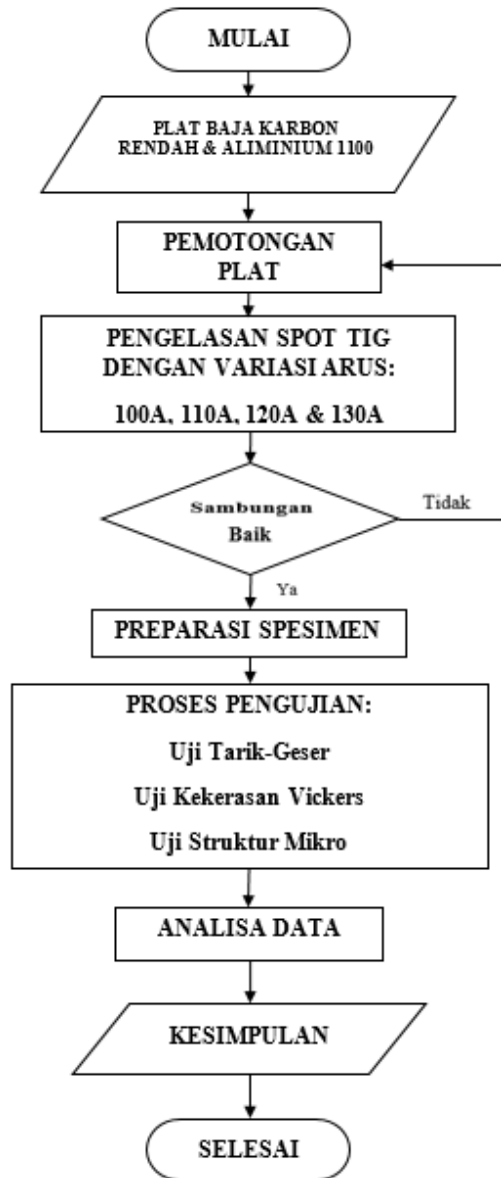 MULAI
PLAT BAJA KARBON
RENDAH & ALIMINIUM 1100
PEMOTONGAN
PLAT
PENGELASAN SPOT TIG
DENGAN VARIASI ARUS:
100A, 110A, 120A & 130A
Sambungan
Baik
Tidak
Ya
PREPARASI SPESIMEN
PROSES PENGUJIAN:
Uji Tarik-Geser
Uji Kekerasan Vickers
Uji Struktur Mikro
ANALISA DATA
KESIMPULAN
SELESAI